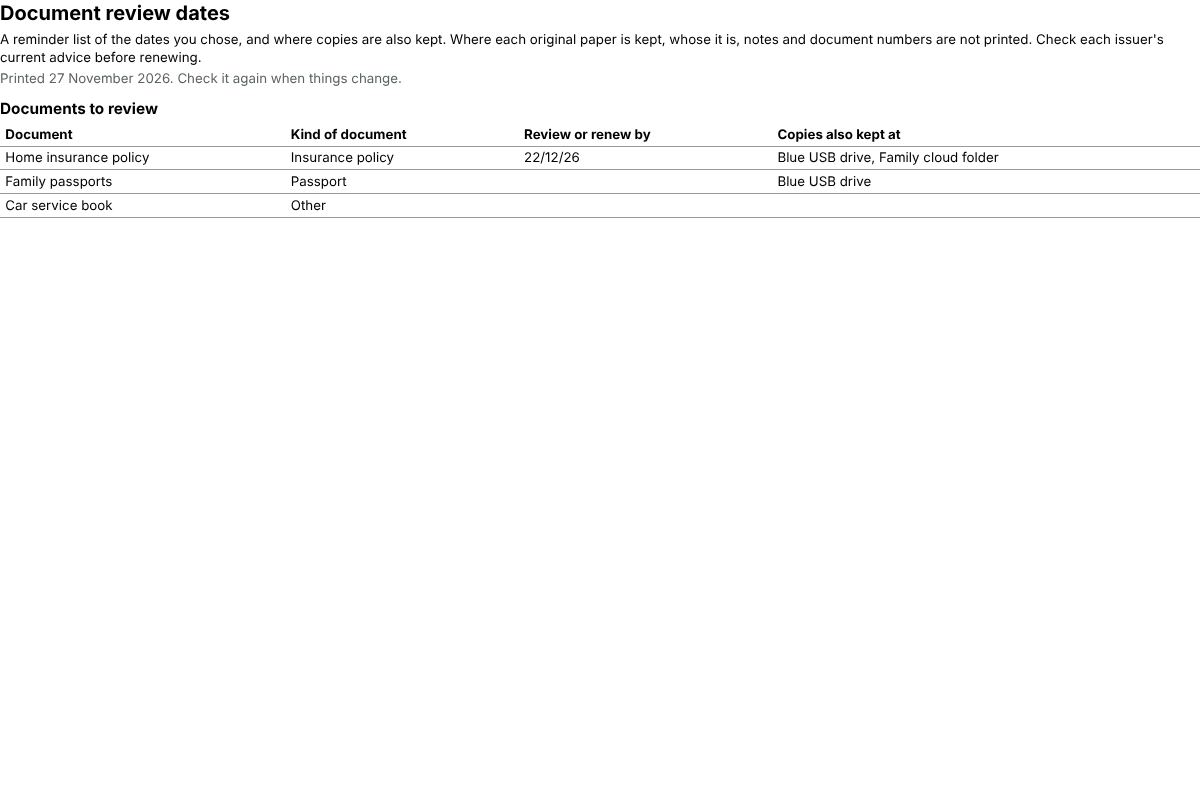 Document review dates
A reminder list of the dates you chose, and where copies are also kept. Where each original paper is kept, whose it is, notes and document numbers are not printed. Check each issuer's
current advice before renewing.
Printed 27 November 2026. Check it again when things change.
Documents to review
Document Kind of document Review or renew by Copies also kept at
Home insurance policy Insurance policy 22/12/26 Blue USB drive, Family cloud folder
Family passports Passport Blue USB drive
Car service book Other